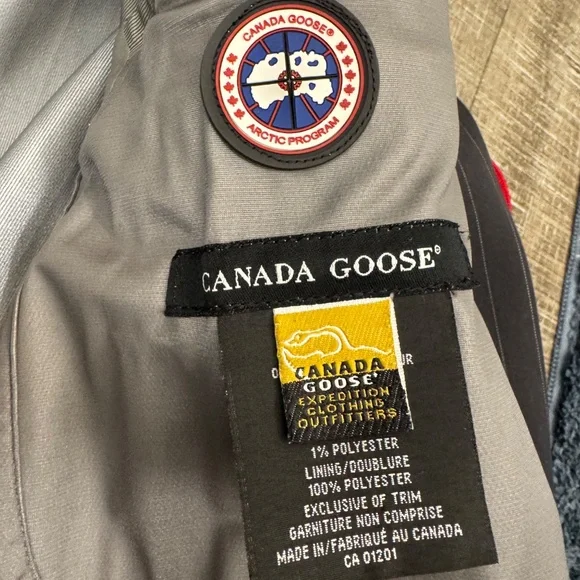 CANADA GOOSE®
ARCTIC PROGRAM
CANADA GOOSE®
CANADA
GOOSE®
EXPEDITION
CLOTHING
OUTFITTERS
1% POLYESTER
LINING/DOUBLURE
100% POLYESTER
EXCLUSIVE OF TRIM
GARNITURE NON COMPRISE
MADE IN/FABRIQUÉ AU CANADA
CA 01201